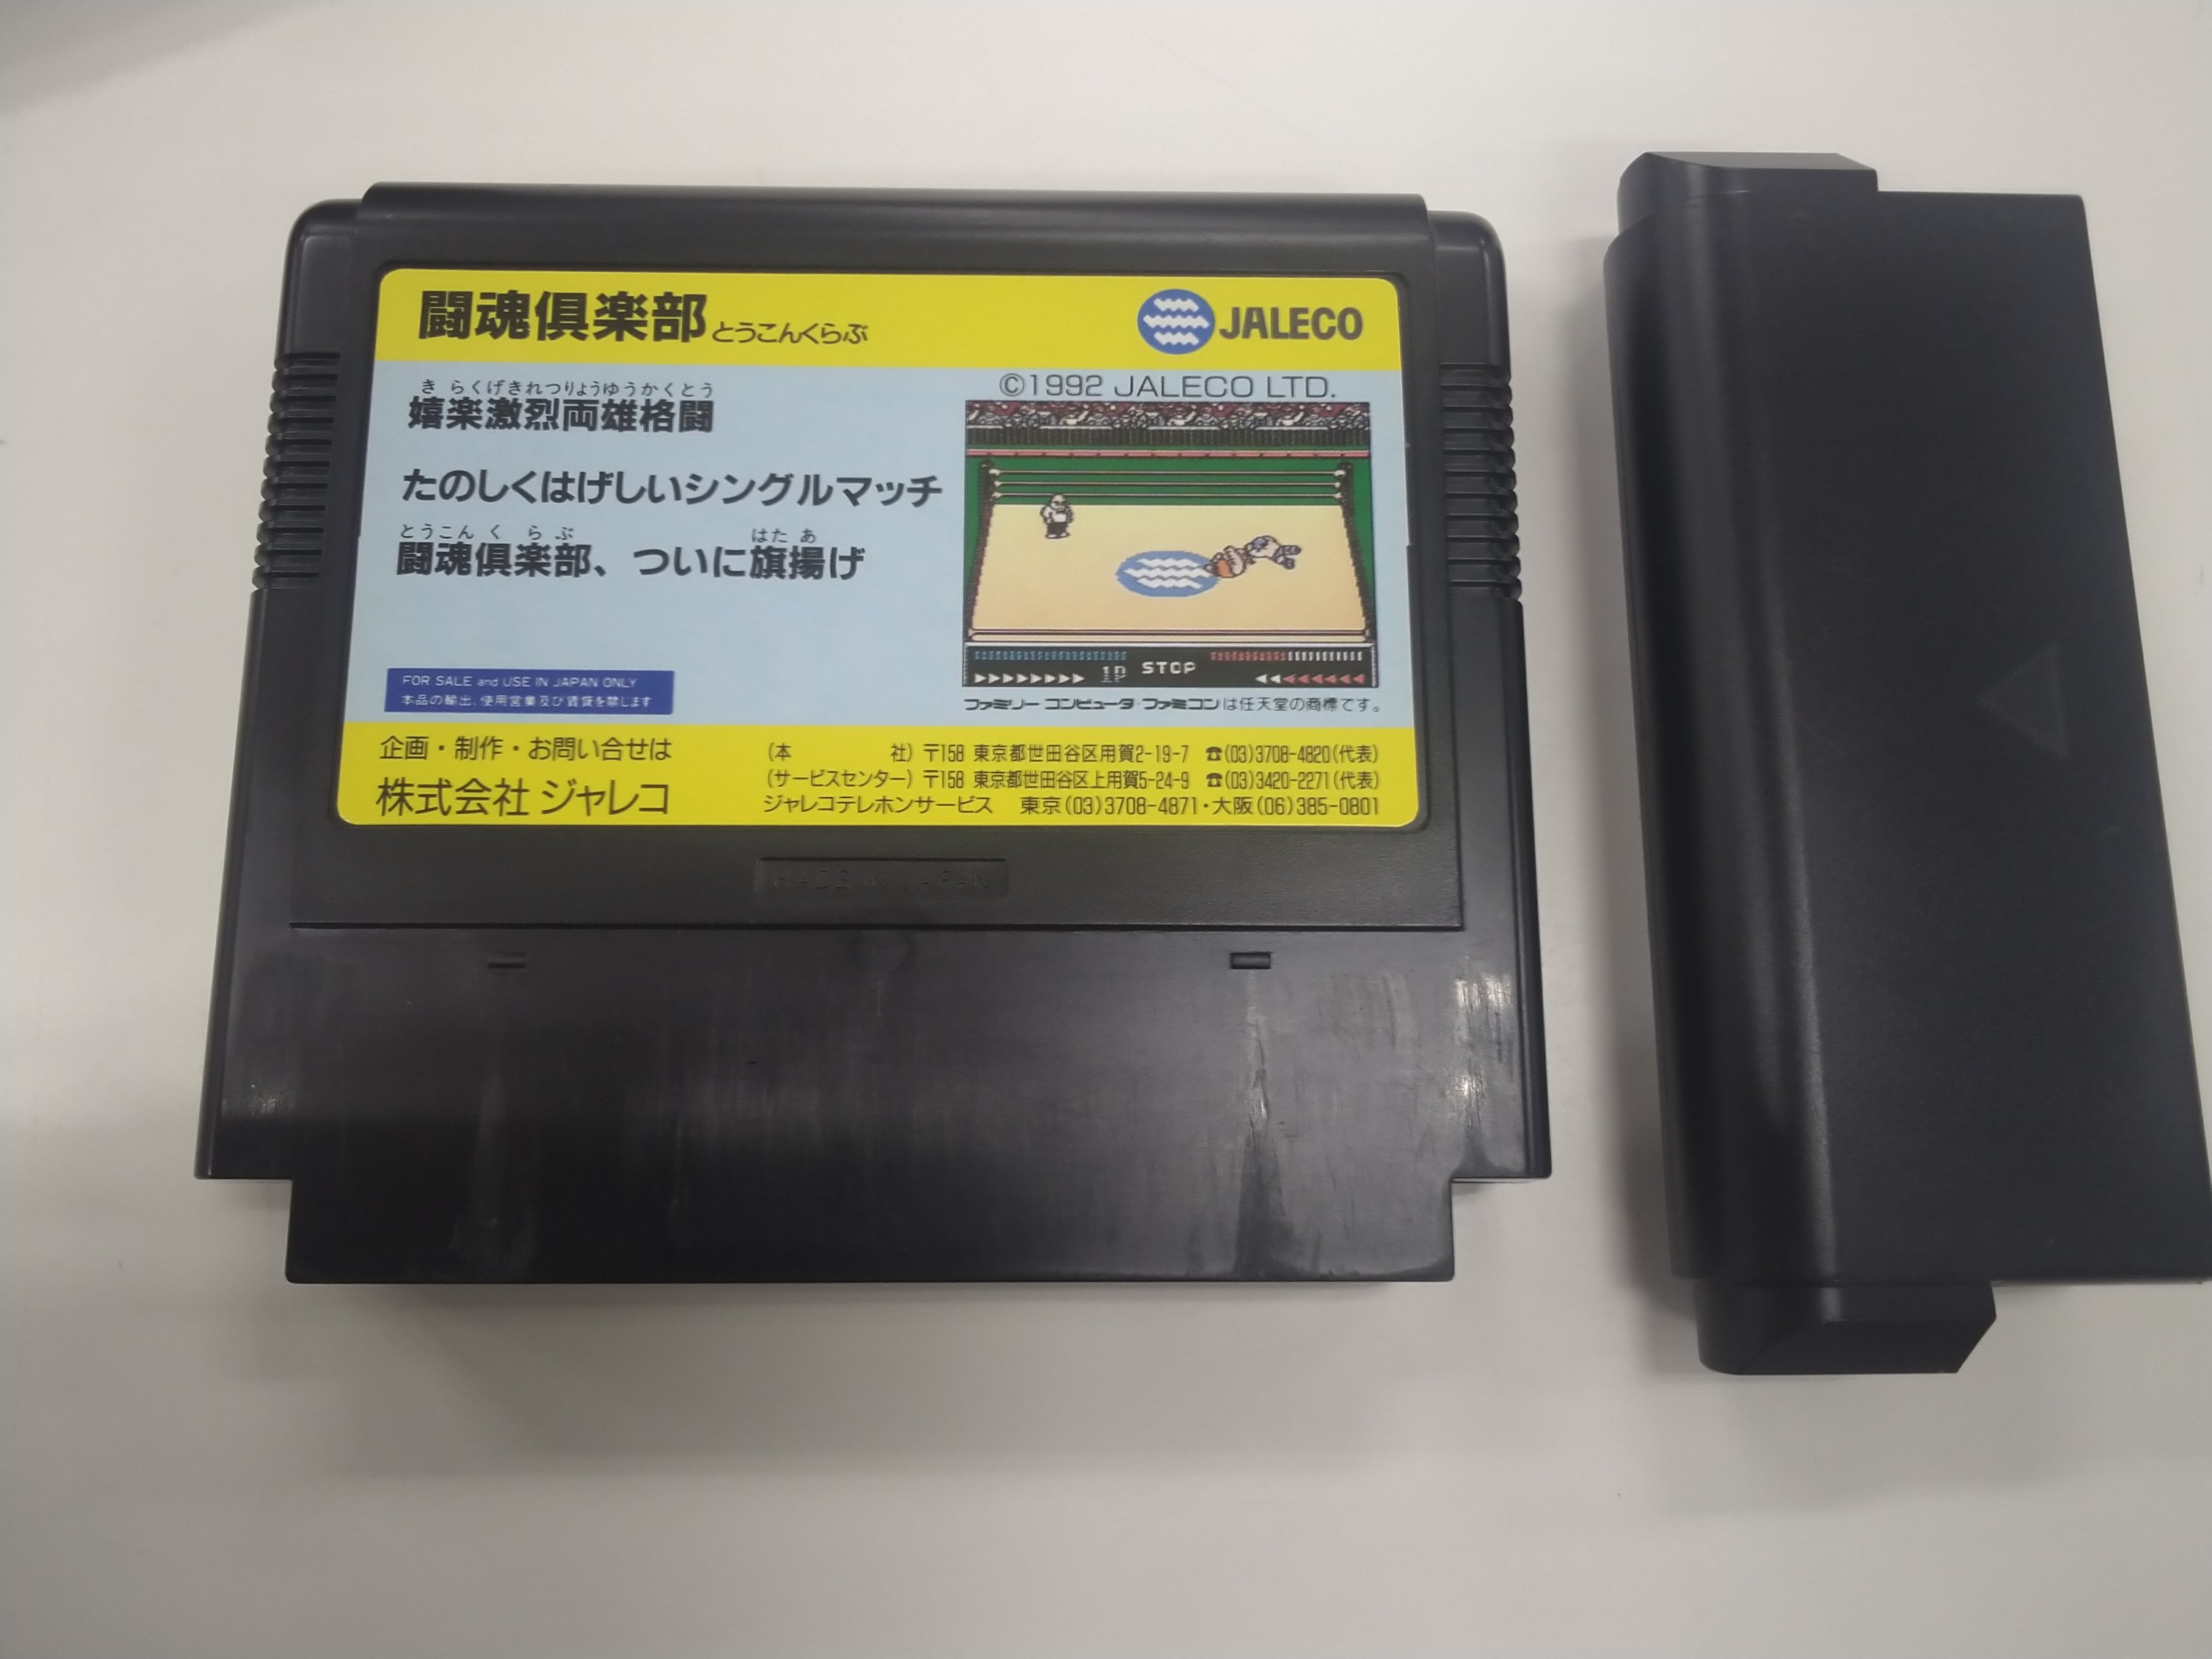 闘魂倶楽部 とうこんくらぶ
JALECO
きらくげきれつりょうゆうかくとう
嬉楽激烈両雄格闘
たのしくはげしいシングルマッチ
とうこんくらぶ はたあ
闘魂倶楽部、ついに旗揚げ
©1992 JALECO LTD.
1P STOP
ファミリーコンピュータ・ファミコンは任天堂の商標です。
FOR SALE and USE IN JAPAN ONLY
本品の輸出、使用営業及び賃貸を禁じます
企画・制作・お問い合せは
株式会社 ジャレコ
(本社) 〒158 東京都世田谷区用賀2-19-7 ☎(03)3708-4820(代表)
(サービスセンター) 〒158 東京都世田谷区上用賀5-24-9 ☎(03)3420-2271(代表)
ジャレコテレホンサービス 東京(03)3708-4871・大阪(06)385-0801
MADE IN JAPAN